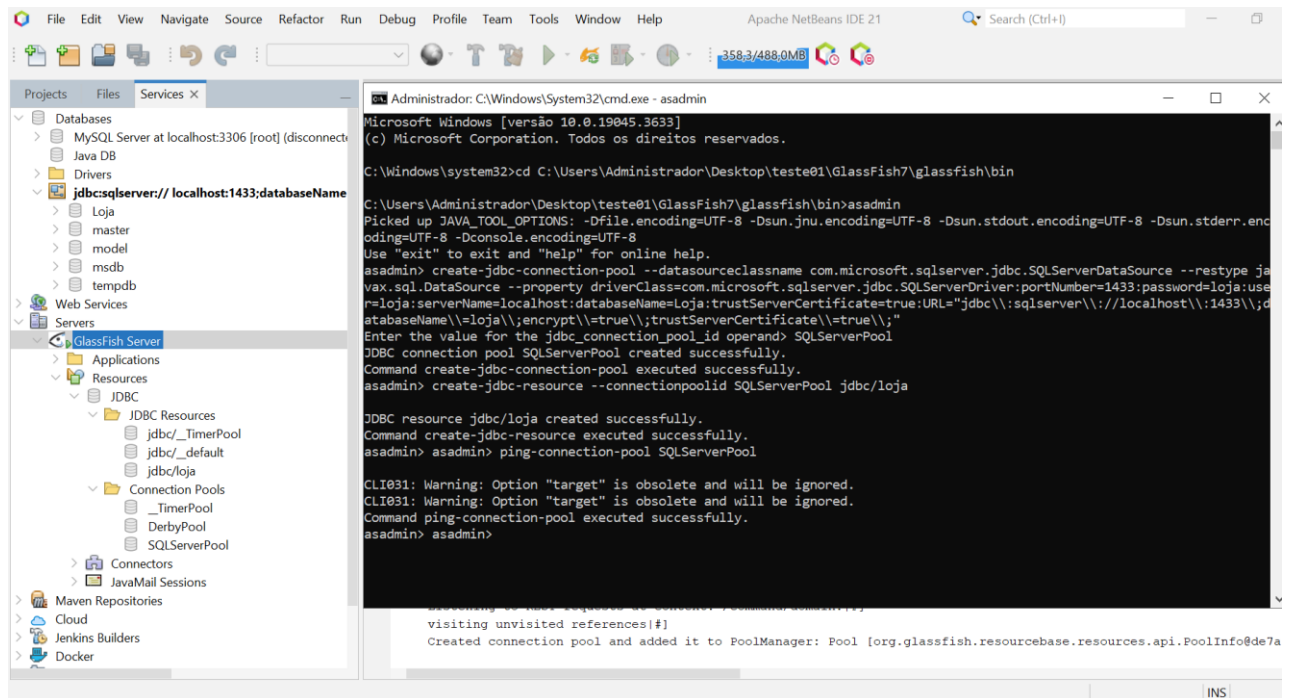 File Edit View Navigate Source Refactor Run Debug Profile Team Tools Window Help Apache NetBeans IDE 21 Search (Ctrl+I)
358,3/488,0MB
Projects Files Services
Databases
MySQL Server at localhost:3306 [root] (disconnecte
Java DB
Drivers
jdbc:sqlserver:// localhost:1433;databaseName
Loja
master
model
msdb
tempdb
Web Services
Servers
GlassFish Server
Applications
Resources
JDBC
JDBC Resources
jdbc/__TimerPool
jdbc/__default
jdbc/loja
Connection Pools
__TimerPool
DerbyPool
SQLServerPool
Connectors
JavaMail Sessions
Maven Repositories
Cloud
Jenkins Builders
Docker
Administrador: C:\Windows\System32\cmd.exe - asadmin
Microsoft Windows [versão 10.0.19045.3633]
(c) Microsoft Corporation. Todos os direitos reservados.
C:\Windows\system32>cd C:\Users\Administrador\Desktop\teste01\GlassFish7\glassfish\bin
C:\Users\Administrador\Desktop\teste01\GlassFish7\glassfish\bin>asadmin
Picked up JAVA_TOOL_OPTIONS: -Dfile.encoding=UTF-8 -Dsun.jnu.encoding=UTF-8 -Dsun.stdout.encoding=UTF-8 -Dsun.stderr.enc
oding=UTF-8 -Dconsole.encoding=UTF-8
Use "exit" to exit and "help" for online help.
asadmin> create-jdbc-connection-pool --datasourceclassname com.microsoft.sqlserver.jdbc.SQLServerDataSource --restype ja
vax.sql.DataSource --property driverClass=com.microsoft.sqlserver.jdbc.SQLServerDriver:portNumber=1433:password=loja:use
r=loja:serverName=localhost:databaseName=Loja:trustServerCertificate=true:URL="jdbc\\:sqlserver\\://localhost\\:1433\\;d
atabaseName\\=loja\\;encrypt\\=true\\;trustServerCertificate\\=true\\;"
Enter the value for the jdbc_connection_pool_id operand> SQLServerPool
JDBC connection pool SQLServerPool created successfully.
Command create-jdbc-connection-pool executed successfully.
asadmin> create-jdbc-resource --connectionpoolid SQLServerPool jdbc/loja
JDBC resource jdbc/loja created successfully.
Command create-jdbc-resource executed successfully.
asadmin> asadmin> ping-connection-pool SQLServerPool
CLI031: Warning: Option "target" is obsolete and will be ignored.
CLI031: Warning: Option "target" is obsolete and will be ignored.
Command ping-connection-pool executed successfully.
asadmin> asadmin>
visiting unvisited references|#]
Created connection pool and added it to PoolManager: Pool [org.glassfish.resourcebase.resources.api.PoolInfo@de7a
INS